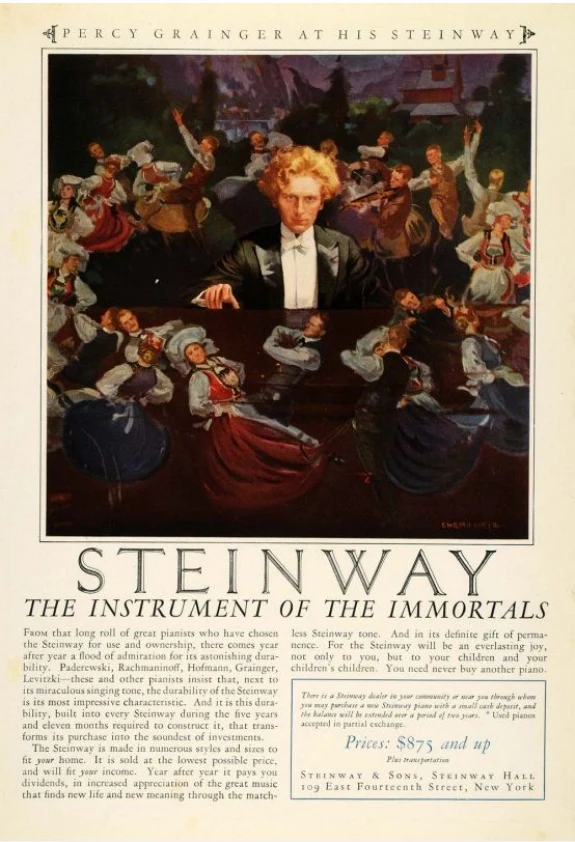 PERCY GRAINGER AT HIS STEINWAY
STEINWAY
THE INSTRUMENT OF THE IMMORTALS
FROM that long roll of great pianists who have chosen
the Steinway for use and ownership, there comes year
after year a flood of admiration for its astonishing dura-
bility. Paderewski, Rachmaninoff, Hofmann, Grainger,
Levitzki—these and other pianists insist that, next to
its miraculous singing tone, the durability of the Steinway
is its most impressive characteristic. And it is this dura-
bility, built into every Steinway during the five years
and eleven months required to construct it, that trans-
forms its purchase into the soundest of investments.
The Steinway is made in numerous styles and sizes to
fit your home. It is sold at the lowest possible price,
and will fit your income. Year after year it pays you
dividends, in increased appreciation of the great music
that finds new life and new meaning through the match-
less Steinway tone. And in its definite gift of perma-
nence. For the Steinway will be an everlasting joy,
not only to you, but to your children and your
children's children. You need never buy another piano.
There is a Steinway dealer in your community or near you through whom
you may purchase a new Steinway piano with a small cash deposit, and
the balance will be extended over a period of two years. * Used pianos
accepted in partial exchange.
Prices: $875 and up
Plus transportation
STEINWAY & SONS, STEINWAY HALL
109 East Fourteenth Street, New York